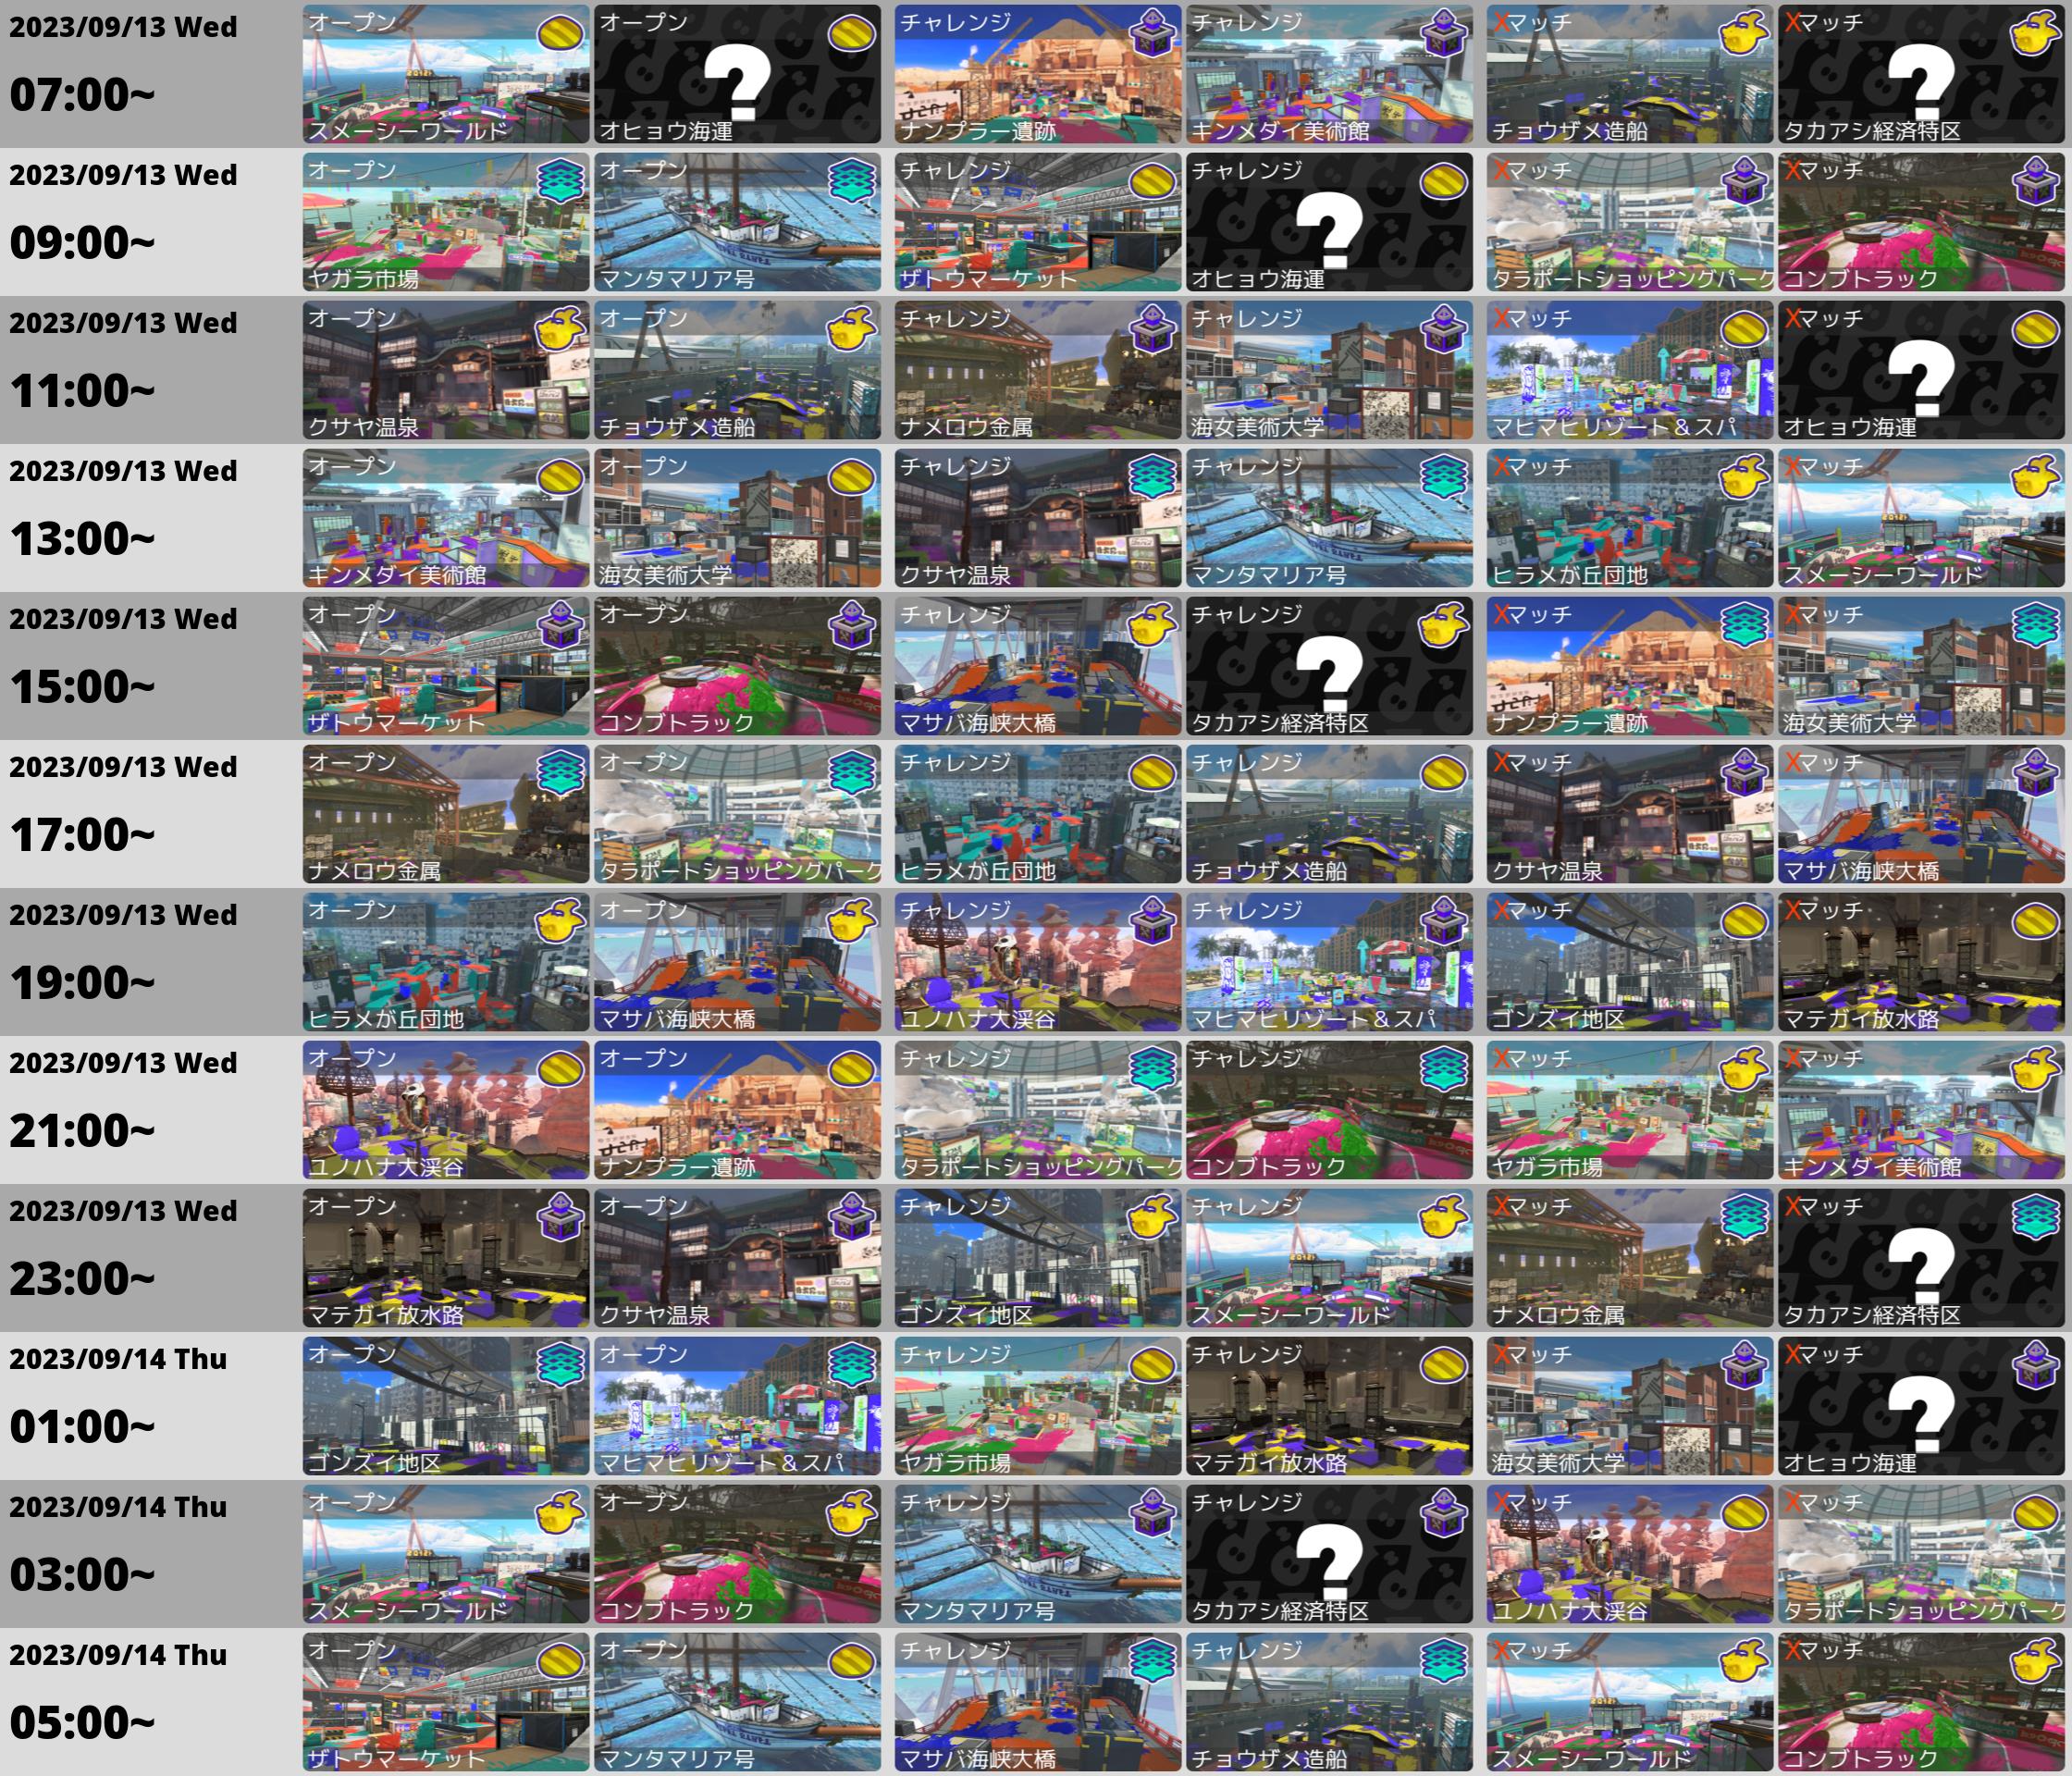 2023/09/13 Wed
07:00~
オープン
スメーシーワールド
オープン
オヒョウ海運
チャレンジ
ナンプラー遺跡
チャレンジ
キンメダイ美術館
Xマッチ
チョウザメ造船
Xマッチ
タカアシ経済特区
2023/09/13 Wed
09:00~
オープン
ヤガラ市場
オープン
マンタマリア号
チャレンジ
ザトウマーケット
チャレンジ
オヒョウ海運
Xマッチ
タラポートショッピングパーク
Xマッチ
コンブトラック
2023/09/13 Wed
11:00~
オープン
クサヤ温泉
オープン
チョウザメ造船
チャレンジ
ナメロウ金属
チャレンジ
海女美術大学
Xマッチ
マヒマヒリゾート＆スパ
Xマッチ
オヒョウ海運
2023/09/13 Wed
13:00~
オープン
キンメダイ美術館
オープン
海女美術大学
チャレンジ
クサヤ温泉
チャレンジ
マンタマリア号
Xマッチ
ヒラメが丘団地
Xマッチ
スメーシーワールド
2023/09/13 Wed
15:00~
オープン
ザトウマーケット
オープン
コンブトラック
チャレンジ
マサバ海峡大橋
チャレンジ
タカアシ経済特区
Xマッチ
ナンプラー遺跡
Xマッチ
海女美術大学
2023/09/13 Wed
17:00~
オープン
ナメロウ金属
オープン
タラポートショッピングパーク
チャレンジ
ヒラメが丘団地
チャレンジ
チョウザメ造船
Xマッチ
クサヤ温泉
Xマッチ
マサバ海峡大橋
2023/09/13 Wed
19:00~
オープン
ヒラメが丘団地
オープン
マサバ海峡大橋
チャレンジ
ユノハナ大渓谷
チャレンジ
マヒマヒリゾート＆スパ
Xマッチ
ゴンズイ地区
Xマッチ
マテガイ放水路
2023/09/13 Wed
21:00~
オープン
ユノハナ大渓谷
オープン
ナンプラー遺跡
チャレンジ
タラポートショッピングパーク
チャレンジ
コンブトラック
Xマッチ
ヤガラ市場
Xマッチ
キンメダイ美術館
2023/09/13 Wed
23:00~
オープン
マテガイ放水路
オープン
クサヤ温泉
チャレンジ
ゴンズイ地区
チャレンジ
スメーシーワールド
Xマッチ
ナメロウ金属
Xマッチ
タカアシ経済特区
2023/09/14 Thu
01:00~
オープン
ゴンズイ地区
オープン
マヒマヒリゾート＆スパ
チャレンジ
ヤガラ市場
チャレンジ
マテガイ放水路
Xマッチ
海女美術大学
Xマッチ
オヒョウ海運
2023/09/14 Thu
03:00~
オープン
スメーシーワールド
オープン
コンブトラック
チャレンジ
マンタマリア号
チャレンジ
タカアシ経済特区
Xマッチ
ユノハナ大渓谷
Xマッチ
タラポートショッピングパーク
2023/09/14 Thu
05:00~
オープン
ザトウマーケット
オープン
マンタマリア号
チャレンジ
マサバ海峡大橋
チャレンジ
チョウザメ造船
Xマッチ
スメーシーワールド
Xマッチ
コンブトラック